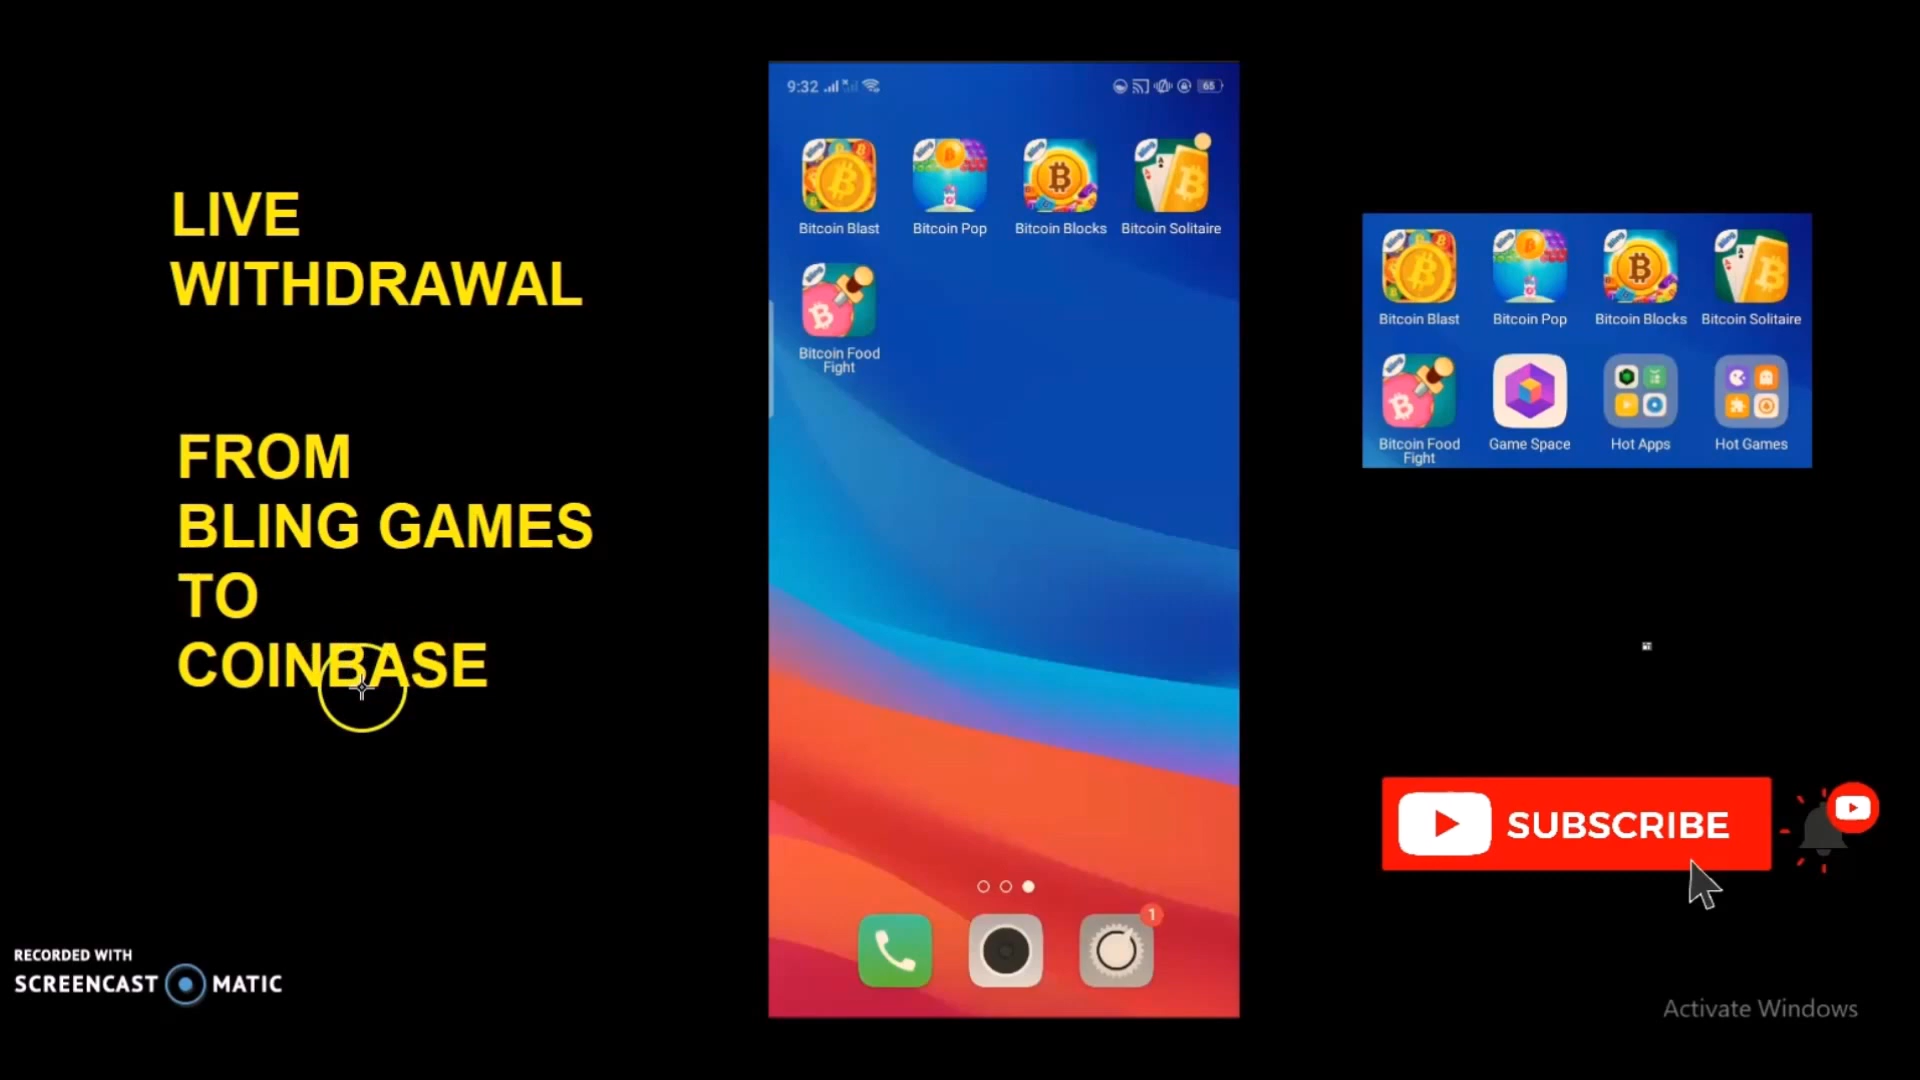 LIVE
WITHDRAWAL
FROM
BLING GAMES
TO
COINBASE
RECORDED WITH
SCREENCAST MATIC
9:32
65
Bitcoin Blast Bitcoin Pop Bitcoin Blocks Bitcoin Solitaire
Bitcoin Food
Fight
1
Bitcoin Blast Bitcoin Pop Bitcoin Blocks Bitcoin Solitaire
Bitcoin Food Game Space Hot Apps Hot Games
Fight
SUBSCRIBE
Activate Windows